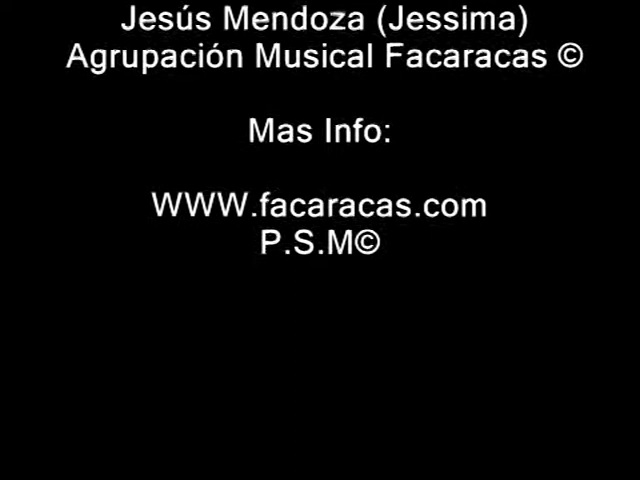 Jesús Mendoza (Jessima)
Agrupación Musical Facaracas ©
Mas Info:
WWW.facaracas.com
P.S.M©